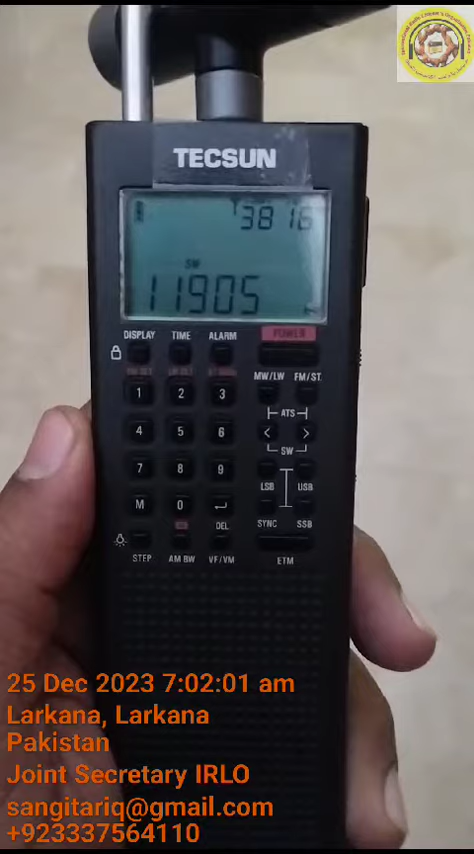 TECSUN
3816
SW
11905
DISPLAY TIME ALARM POWER
MW/LW FM/ST.
1 2 3
ATS
4 5 6 < >
SW
7 8 9
LSB USB
M 0
SYNC SSB
DEL
STEP AM BW VF/VM ETM
25 Dec 2023 7:02:01 am
Larkana, Larkana
Pakistan
Joint Secretary IRLO
sangitariq@gmail.com
+923337564110